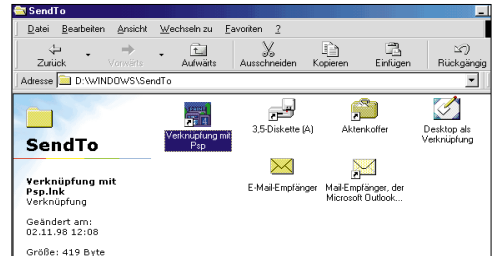 SendTo
Datei Bearbeiten Ansicht Wechseln zu Favoriten ?
Zurück Vorwärts Aufwärts Ausschneiden Kopieren Einfügen Rückgängig
Adresse D:\WINDOWS\SendTo
Verknüpfung mit Psp
3,5-Diskette (A)
Aktenkoffer
Desktop als Verknüpfung
SendTo
E-Mail-Empfänger
Mail-Empfänger, der Microsoft Outlook...
Verknüpfung mit
Psp.lnk
Verknüpfung
Geändert am:
02.11.98 12:08
Größe: 419 Byte